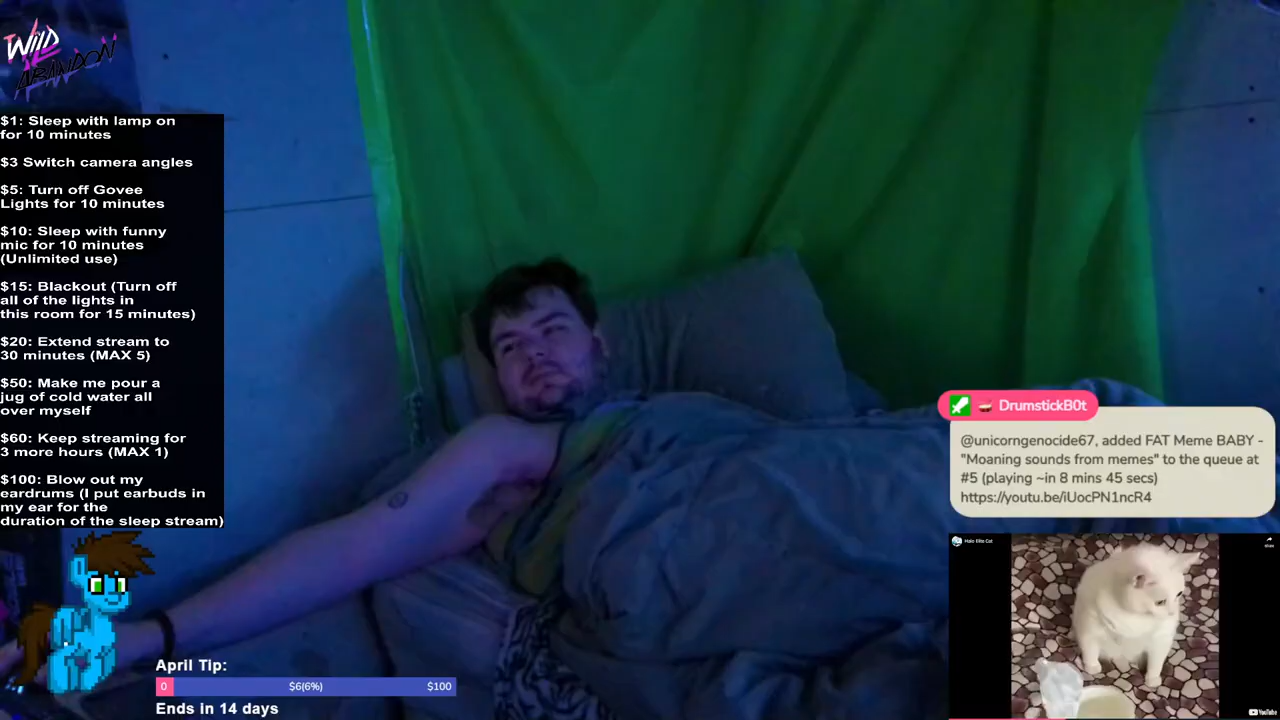 WILD
ABANDON
$1: Sleep with lamp on
for 10 minutes
$3 Switch camera angles
$5: Turn off Govee
Lights for 10 minutes
$10: Sleep with funny
mic for 10 minutes
(Unlimited use)
$15: Blackout (Turn off
all of the lights in
this room for 15 minutes)
$20: Extend stream to
30 minutes (MAX 5)
$50: Make me pour a
jug of cold water all
over myself
$60: Keep streaming for
3 more hours (MAX 1)
$100: Blow out my
eardrums (I put earbuds in
my ear for the
duration of the sleep stream)
April Tip:
0 $6(6%) $100
Ends in 14 days
DrumstickB0t
@unicorngenocide67, added FAT Meme BABY -
"Moaning sounds from memes" to the queue at
#5 (playing ~in 8 mins 45 secs)
https://youtu.be/iUocPN1ncR4
Halo Elite Cat
YouTube